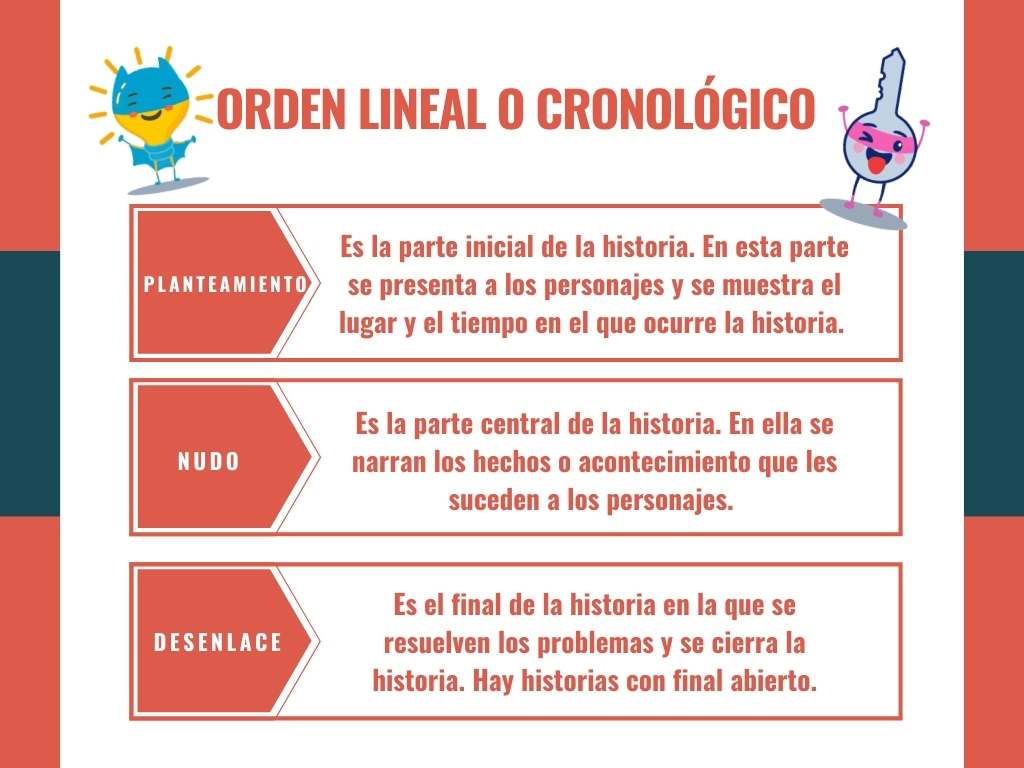 ORDEN LINEAL O CRONOLÓGICO
PLANTEAMIENTO
Es la parte inicial de la historia. En esta parte
se presenta a los personajes y se muestra el
lugar y el tiempo en el que ocurre la historia.
NUDO
Es la parte central de la historia. En ella se
narran los hechos o acontecimiento que les
suceden a los personajes.
DESENLACE
Es el final de la historia en la que se
resuelven los problemas y se cierra la
historia. Hay historias con final abierto.